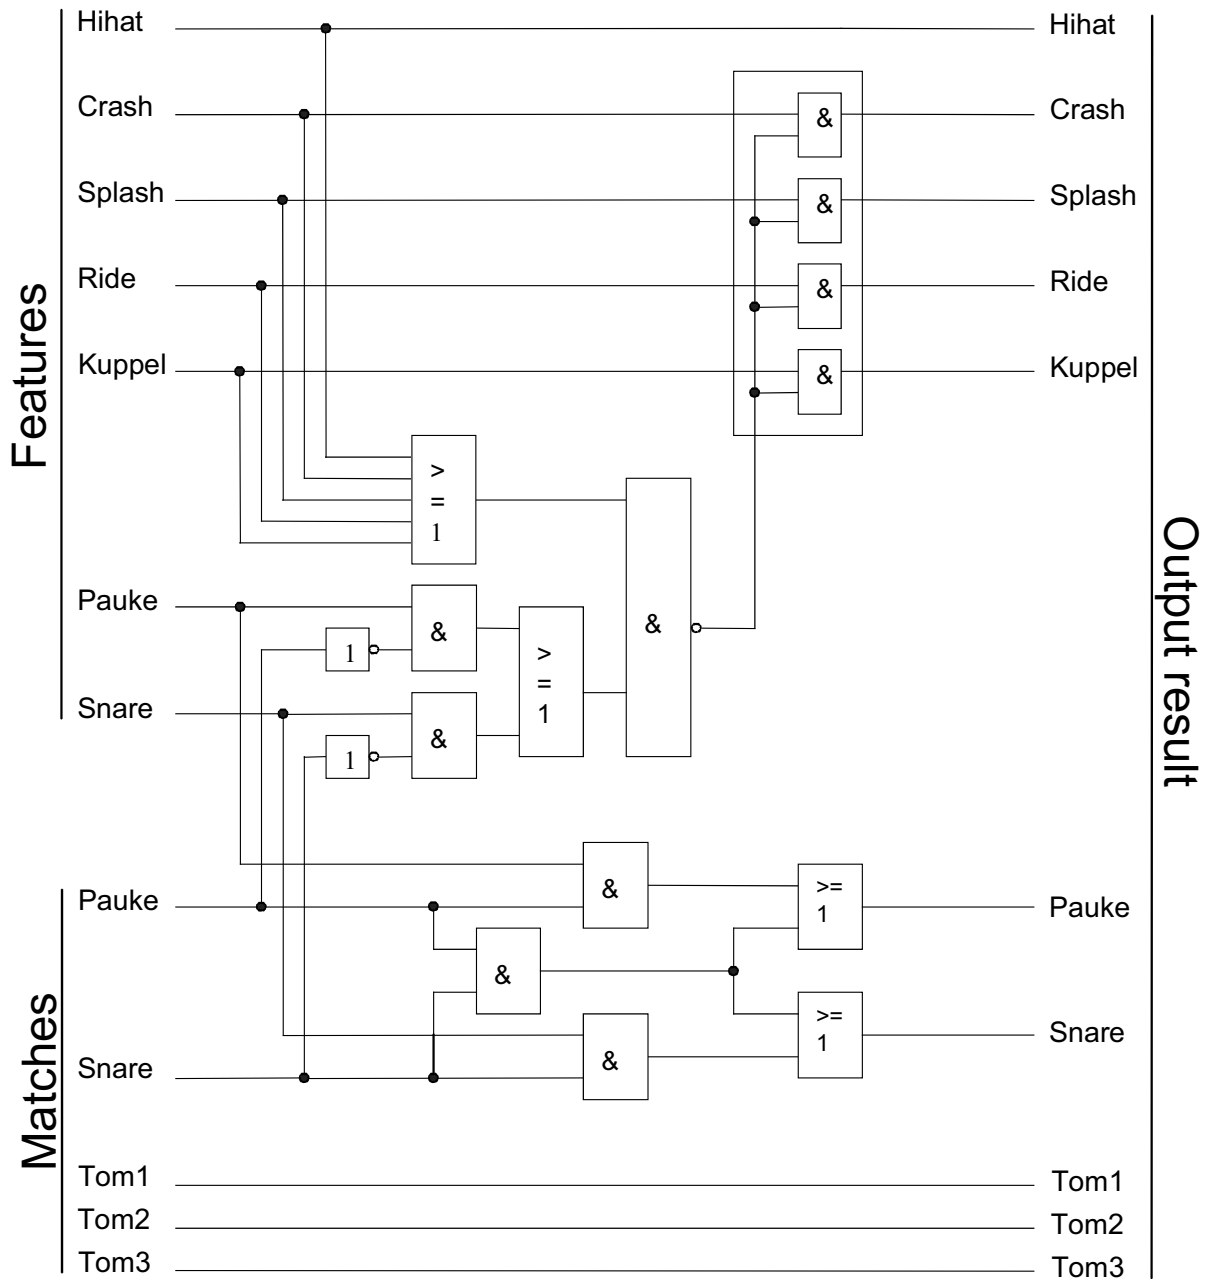 Hihat
Hihat
Crash
&
Crash
Splash
&
Splash
Ride
&
Ride
Kuppel
&
Kuppel
Features
>
=
1
Pauke
&
1
>
=
1
&
Snare
&
1
Output result
Pauke
&
>=
1
Pauke
&
Matches
Snare
&
>=
1
Snare
Tom1
Tom1
Tom2
Tom2
Tom3
Tom3